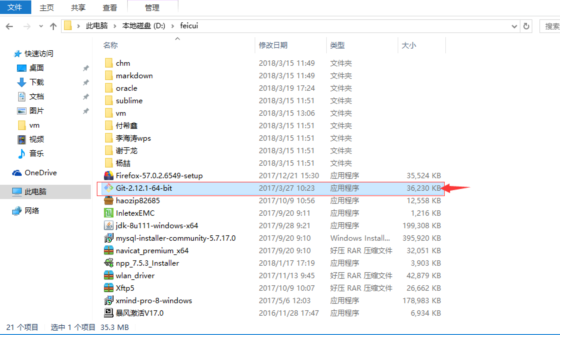 文件 主页 共享 查看 管理
此电脑 › 本地磁盘 (D:) › feicui
搜索
名称 修改日期 类型 大小
快速访问
桌面
下载
文档
图片
vm
视频
音乐
OneDrive
此电脑
网络
chm 2018/3/15 11:49 文件夹
markdown 2018/3/15 11:49 文件夹
oracle 2018/3/19 17:24 文件夹
sublime 2018/3/15 11:51 文件夹
vm 2018/3/15 13:06 文件夹
付希鑫 2018/3/15 11:51 文件夹
李海涛wps 2018/3/15 11:51 文件夹
谢于龙 2018/3/15 11:51 文件夹
杨喆 2018/3/15 11:51 文件夹
Firefox-57.0.2.6549-setup 2017/12/21 15:30 应用程序 35,524 KB
Git-2.12.1-64-bit 2017/3/27 10:23 应用程序 36,230 KB
haozip82685 2017/10/9 10:56 应用程序 12,558 KB
InletexEMC 2017/9/20 9:11 应用程序 1,216 KB
jdk-8u111-windows-x64 2017/9/28 9:21 应用程序 199,308 KB
mysql-installer-community-5.7.17.0 2017/9/20 9:10 Windows Install... 395,920 KB
navicat_premium_x64 2017/9/20 9:10 好压 RAR 压缩文件 32,051 KB
npp_7.5.3_Installer 2018/1/17 17:19 应用程序 3,903 KB
wlan_driver 2017/11/13 9:45 好压 RAR 压缩文件 42,879 KB
Xftp5 2017/10/9 10:07 好压 RAR 压缩文件 26,662 KB
xmind-pro-8-windows 2017/5/6 12:03 应用程序 178,983 KB
暴风激活V17.0 2016/11/28 17:47 应用程序 6,934 KB
21 个项目 选中 1 个项目 35.3 MB